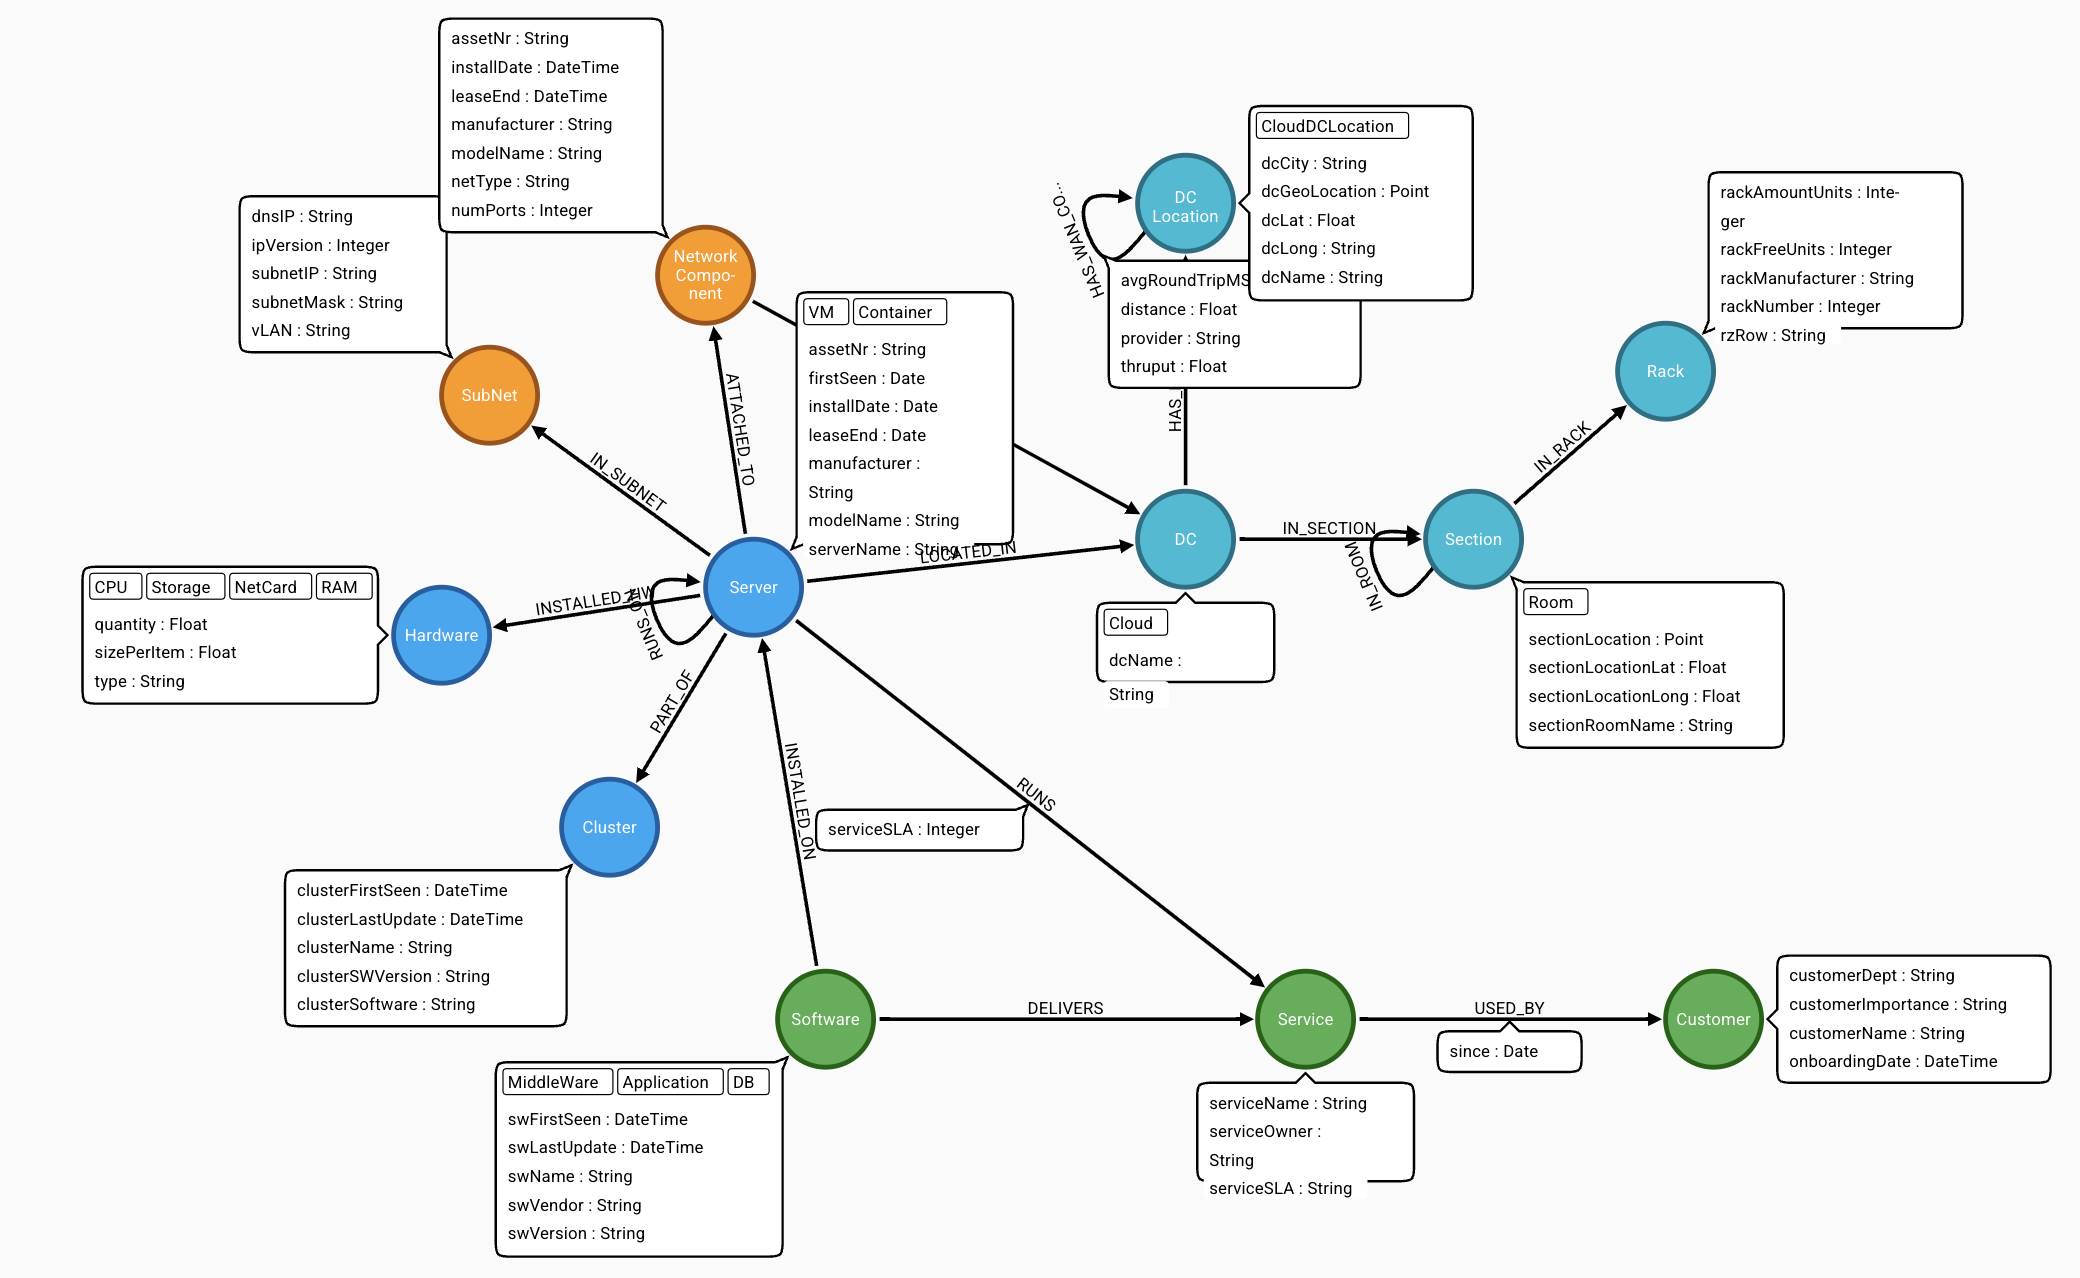 assetNr : String
installDate : DateTime
leaseEnd : DateTime
manufacturer : String
modelName : String
netType : String
numPorts : Integer
dnsIP : String
ipVersion : Integer
subnetIP : String
subnetMask : String
vLAN : String
Network
Compo-
nent
SubNet
ATTACHED_TO
IN_SUBNET
VM Container
assetNr : String
firstSeen : Date
installDate : Date
leaseEnd : Date
manufacturer :
String
modelName : String
serverName : String
LOCATED_IN
HAS_WAN_CO...
DC
Location
CloudDCLocation
dcCity : String
dcGeoLocation : Point
dcLat : Float
dcLong : String
dcName : String
avgRoundTripMS
distance : Float
provider : String
thruput : Float
HAS_
rackAmountUnits : Inte-
ger
rackFreeUnits : Integer
rackManufacturer : String
rackNumber : Integer
rzRow : String
Rack
IN_RACK
DC
IN_SECTION
IN_ROOM
Section
Cloud
dcName :
String
Room
sectionLocation : Point
sectionLocationLat : Float
sectionLocationLong : Float
sectionRoomName : String
CPU Storage NetCard RAM
quantity : Float
sizePerItem : Float
type : String
Hardware
INSTALLED_HW
RUNS_ON
Server
PART_OF
Cluster
clusterFirstSeen : DateTime
clusterLastUpdate : DateTime
clusterName : String
clusterSWVersion : String
clusterSoftware : String
INSTALLED_ON
RUNS
serviceSLA : Integer
Software
DELIVERS
Service
USED_BY
since : Date
Customer
customerDept : String
customerImportance : String
customerName : String
onboardingDate : DateTime
MiddleWare Application DB
swFirstSeen : DateTime
swLastUpdate : DateTime
swName : String
swVendor : String
swVersion : String
serviceName : String
serviceOwner :
String
serviceSLA : String